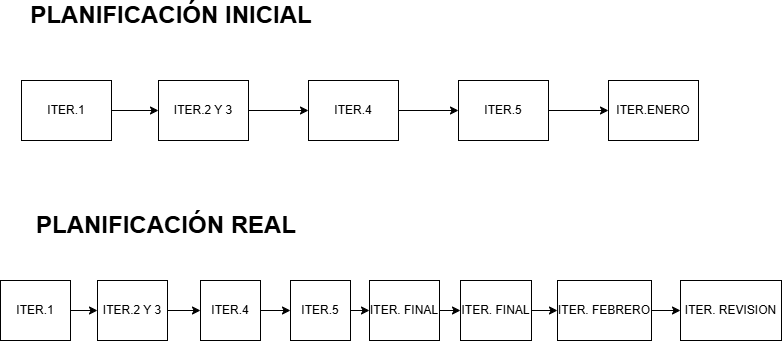 PLANIFICACIÓN INICIAL
ITER.1
ITER.2 Y 3
ITER.4
ITER.5
ITER.ENERO
PLANIFICACIÓN REAL
ITER.1
ITER.2 Y 3
ITER.4
ITER.5
ITER. FINAL
ITER. FINAL
ITER. FEBRERO
ITER. REVISION